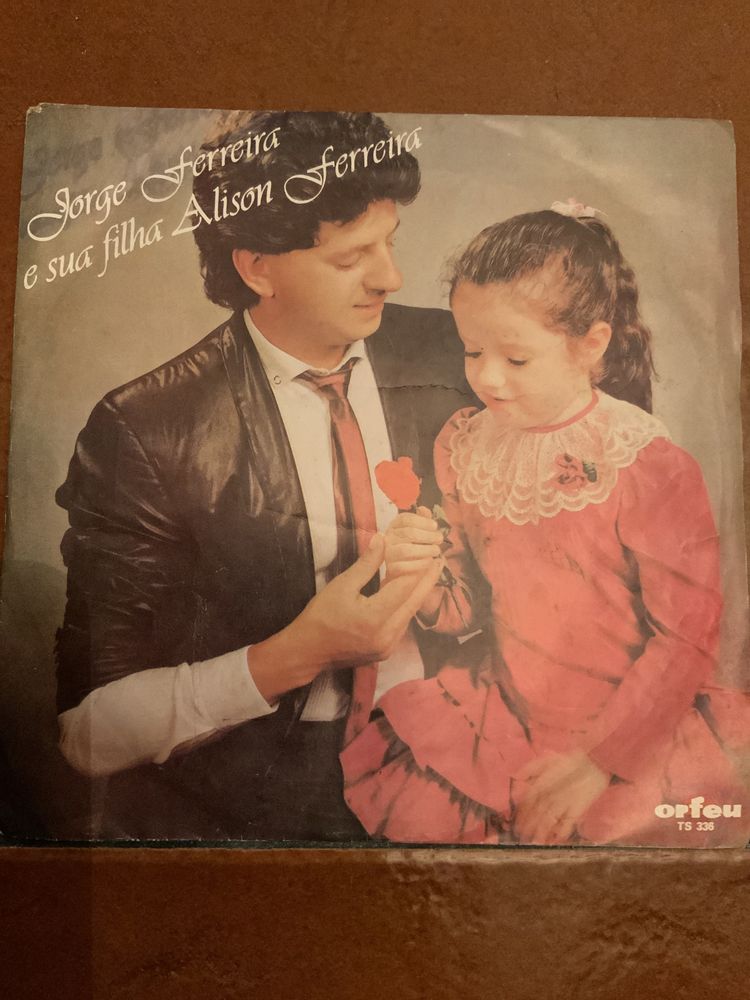 Jorge Ferreira
e sua filha Alison Ferreira
orfeu
TS 336